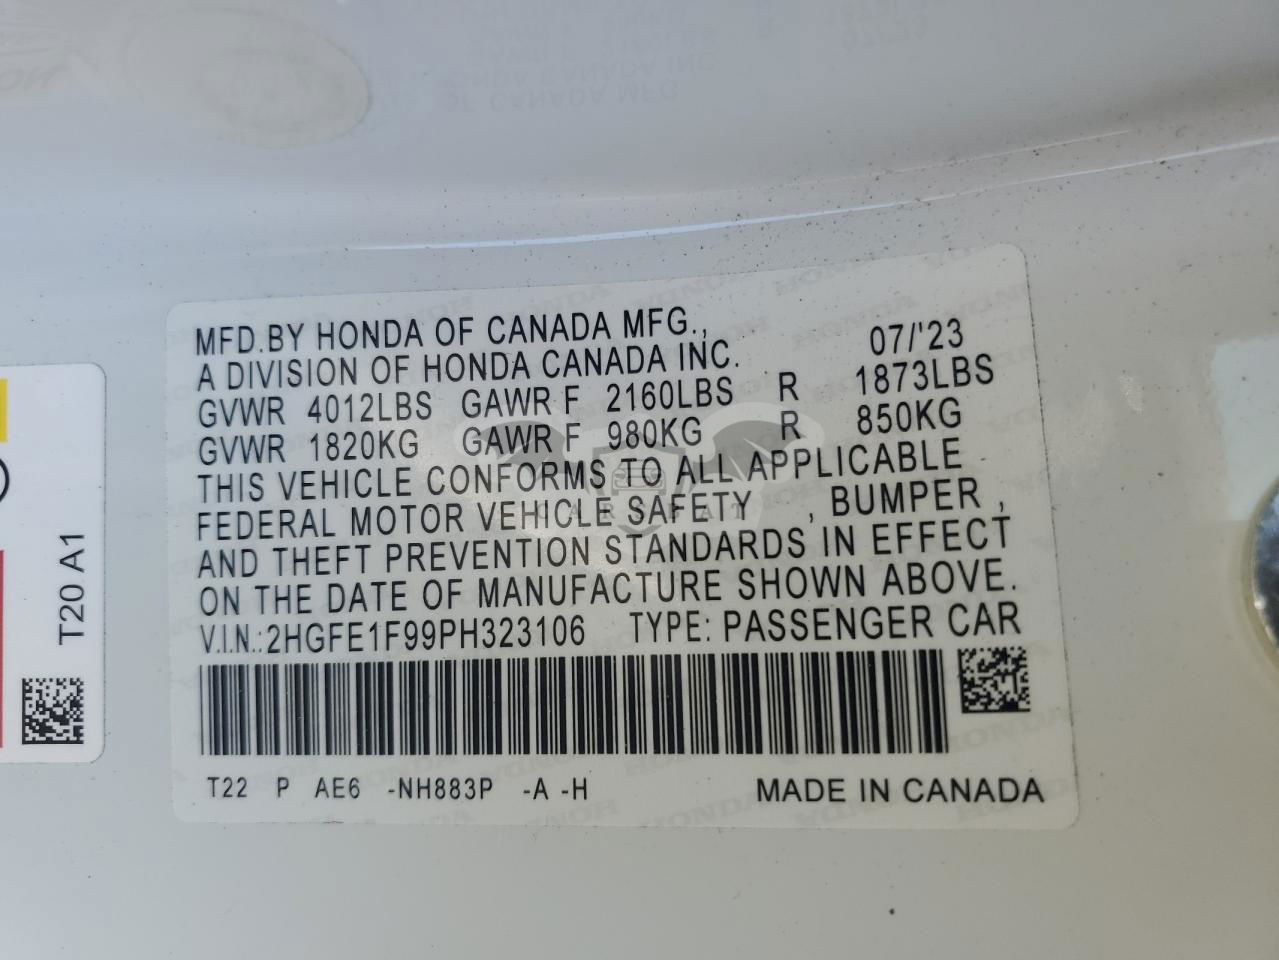 MFD.BY HONDA OF CANADA MFG.,
A DIVISION OF HONDA CANADA INC. 07/'23
GVWR 4012LBS GAWR F 2160LBS R 1873LBS
GVWR 1820KG GAWR F 980KG R 850KG
THIS VEHICLE CONFORMS TO ALL APPLICABLE
FEDERAL MOTOR VEHICLE SAFETY , BUMPER ,
AND THEFT PREVENTION STANDARDS IN EFFECT
ON THE DATE OF MANUFACTURE SHOWN ABOVE.
V.I.N.:2HGFE1F99PH323106 TYPE: PASSENGER CAR
T22 P AE6 -NH883P -A -H MADE IN CANADA
T20 A1